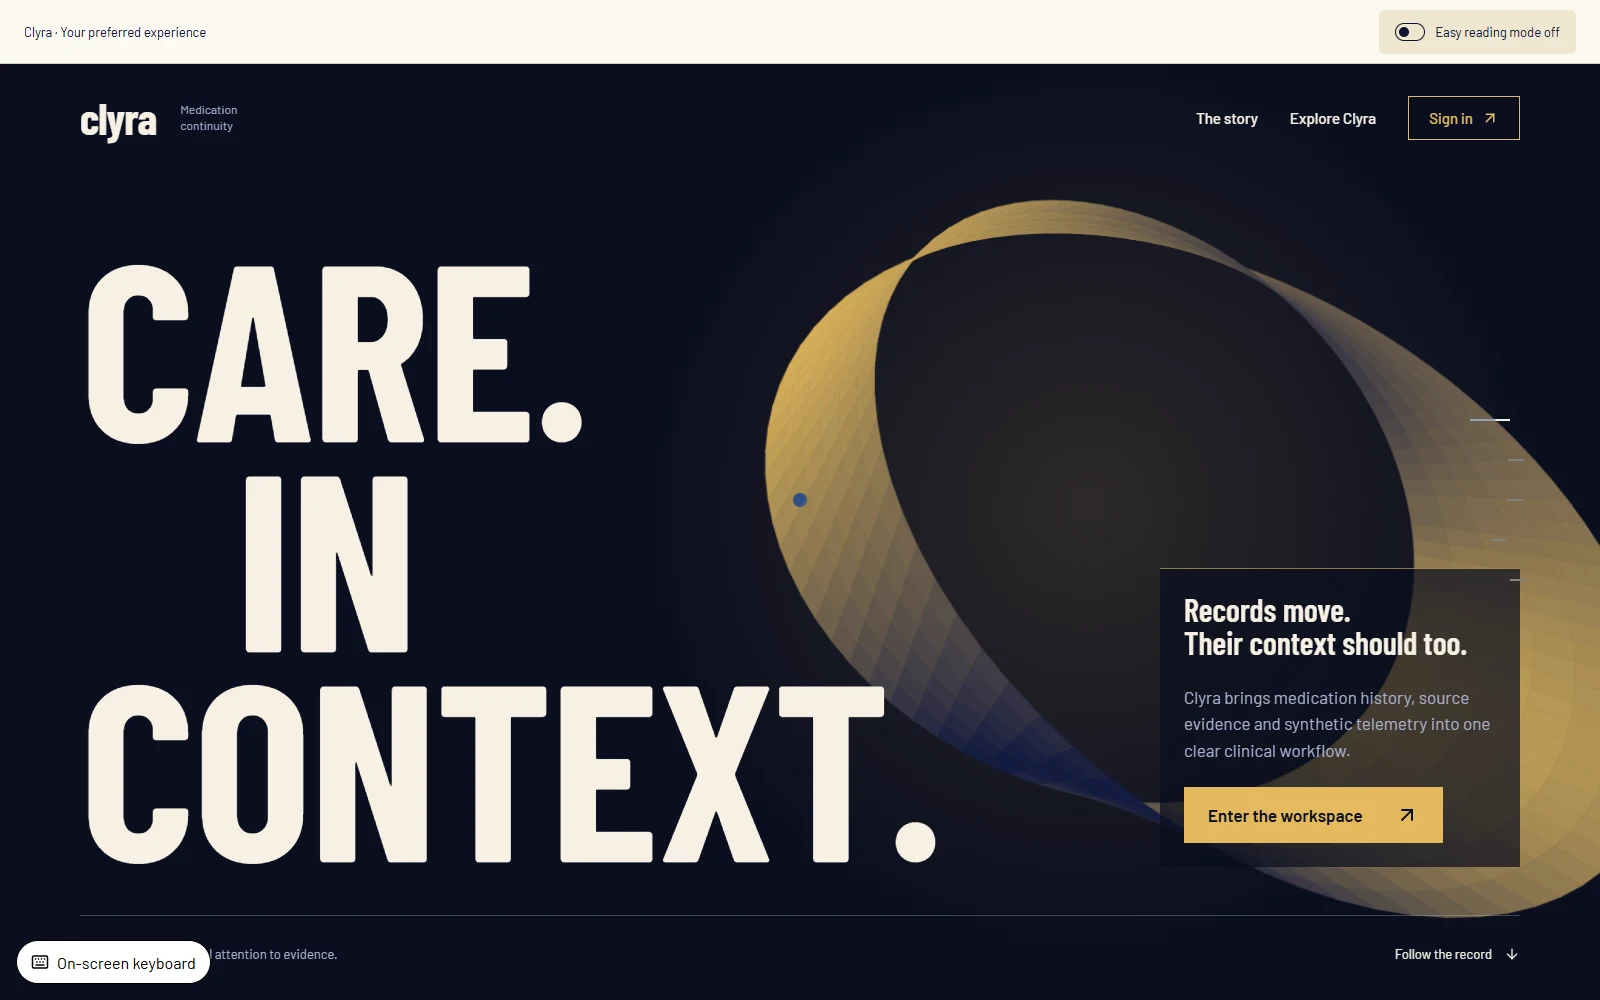 Clyra · Your preferred experience
Easy reading mode off
clyra
Medication
continuity
The story
Explore Clyra
Sign in
CARE.
IN
CONTEXT.
Records move.
Their context should too.
Clyra brings medication history, source
evidence and synthetic telemetry into one
clear clinical workflow.
Enter the workspace
On-screen keyboard
attention to evidence.
Follow the record